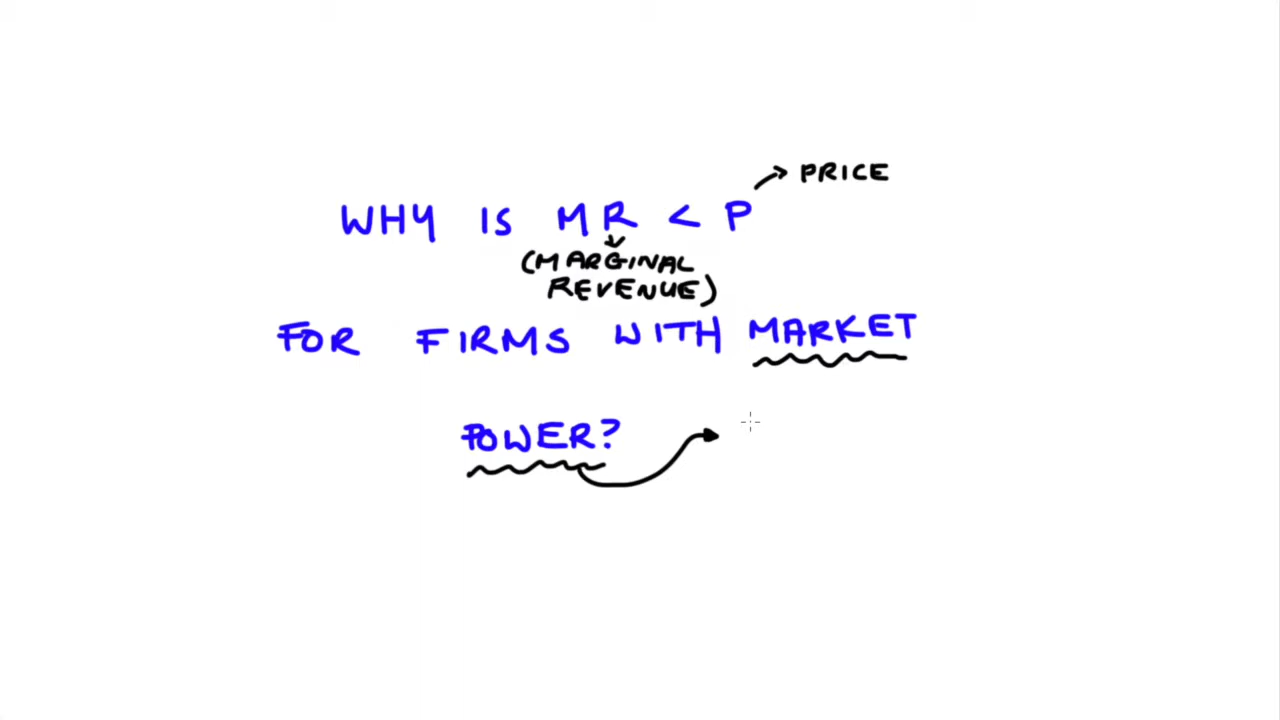 PRICE
WHY IS MR < P
(MARGINAL
REVENUE)
FOR FIRMS WITH MARKET
POWER?